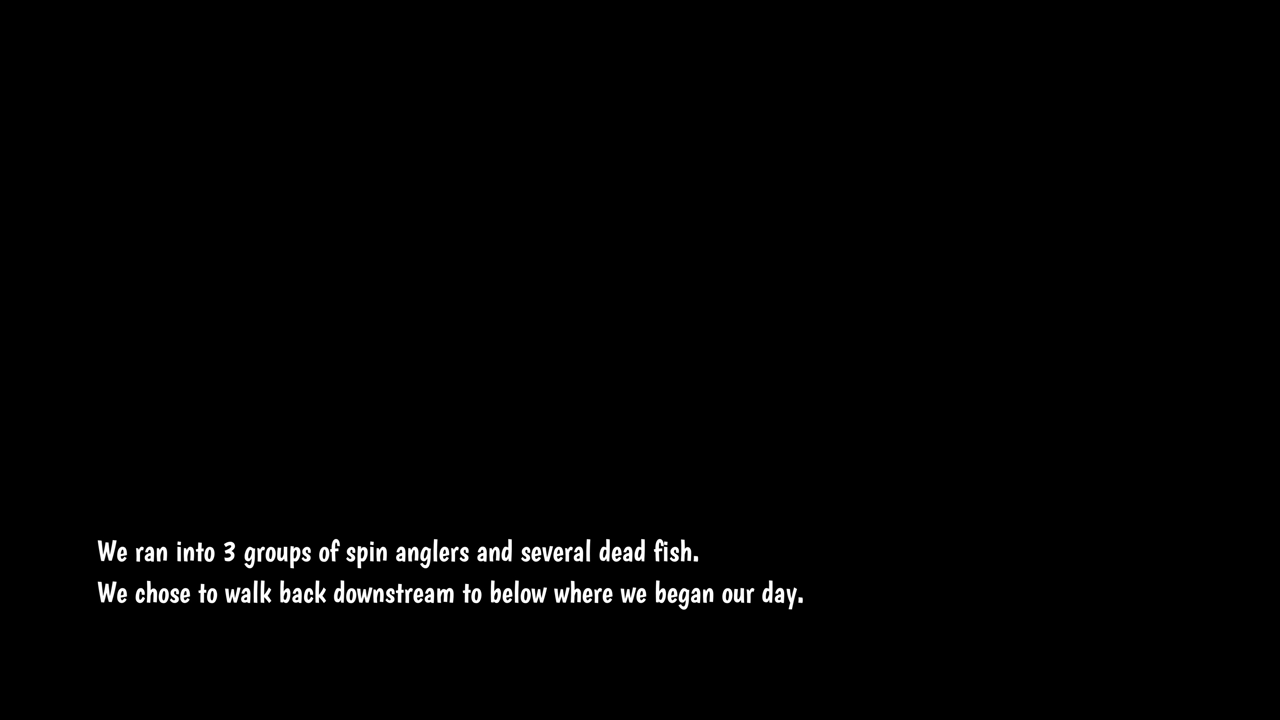 We ran into 3 groups of spin anglers and several dead fish.
We chose to walk back downstream to below where we began our day.